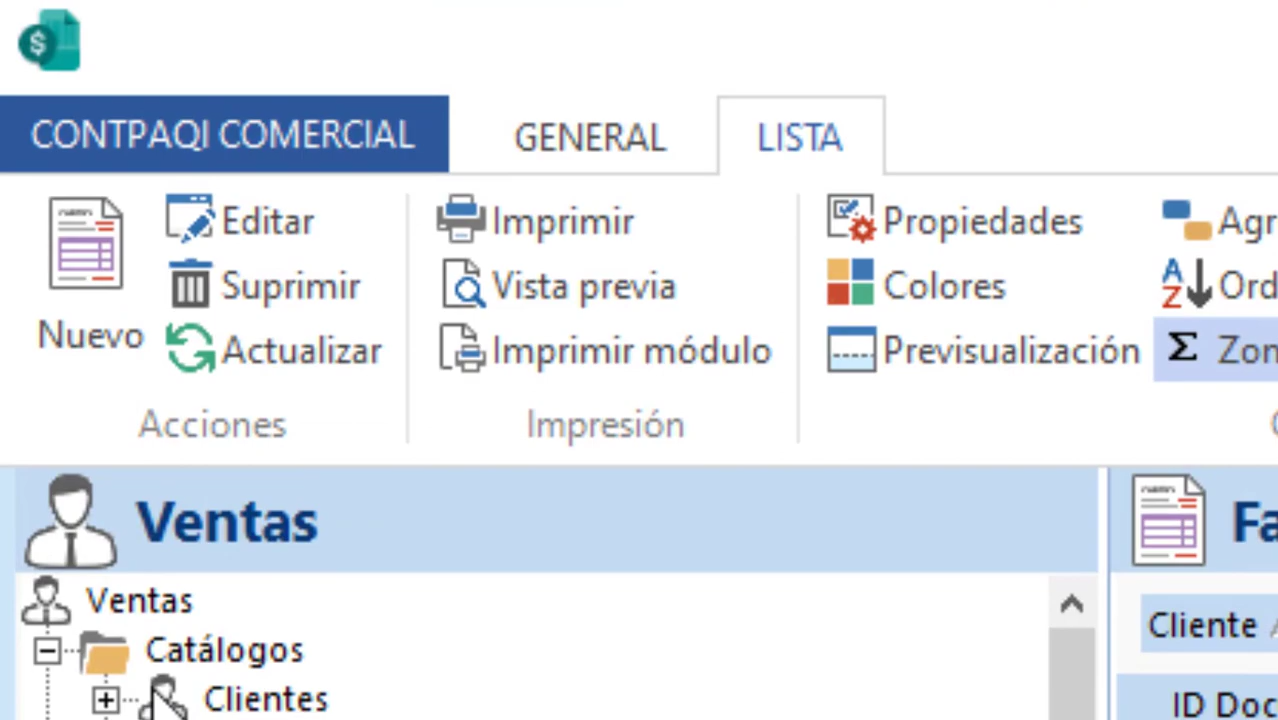 CONTPAQI COMERCIAL GENERAL LISTA
Nuevo
Editar
Suprimir
Actualizar
Acciones
Imprimir
Vista previa
Imprimir módulo
Impresión
Propiedades
Colores
Previsualización
Ventas
Ventas
Catálogos
Clientes
Cliente